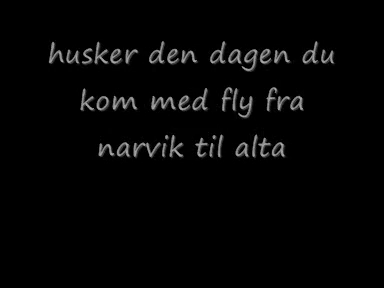 husker den dagen du
kom med fly fra
narvik til alta